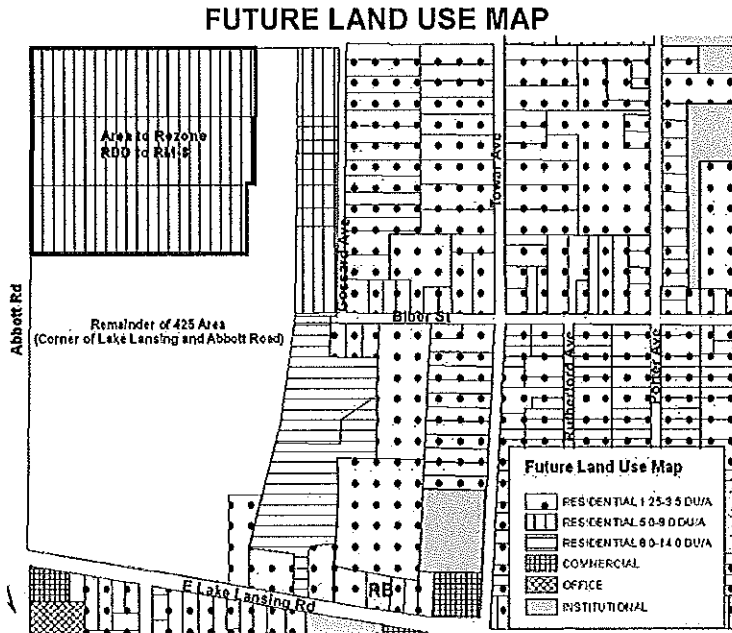 FUTURE LAND USE MAP
Area to Rezone
RDD to RM-8
Abbott Rd
Remainder of 425 Area
(Corner of Lake Lansing and Abbott Road)
Gossard Ave
Towar Ave
Biber St
Rutherford Ave
Porter Ave
E Lake Lansing Rd
RB
Future Land Use Map
RESIDENTIAL 1.25-3.5 DU/A
RESIDENTIAL 5.0-9.0 DU/A
RESIDENTIAL 8.0-14.0 DU/A
COMMERCIAL
OFFICE
INSTITUTIONAL